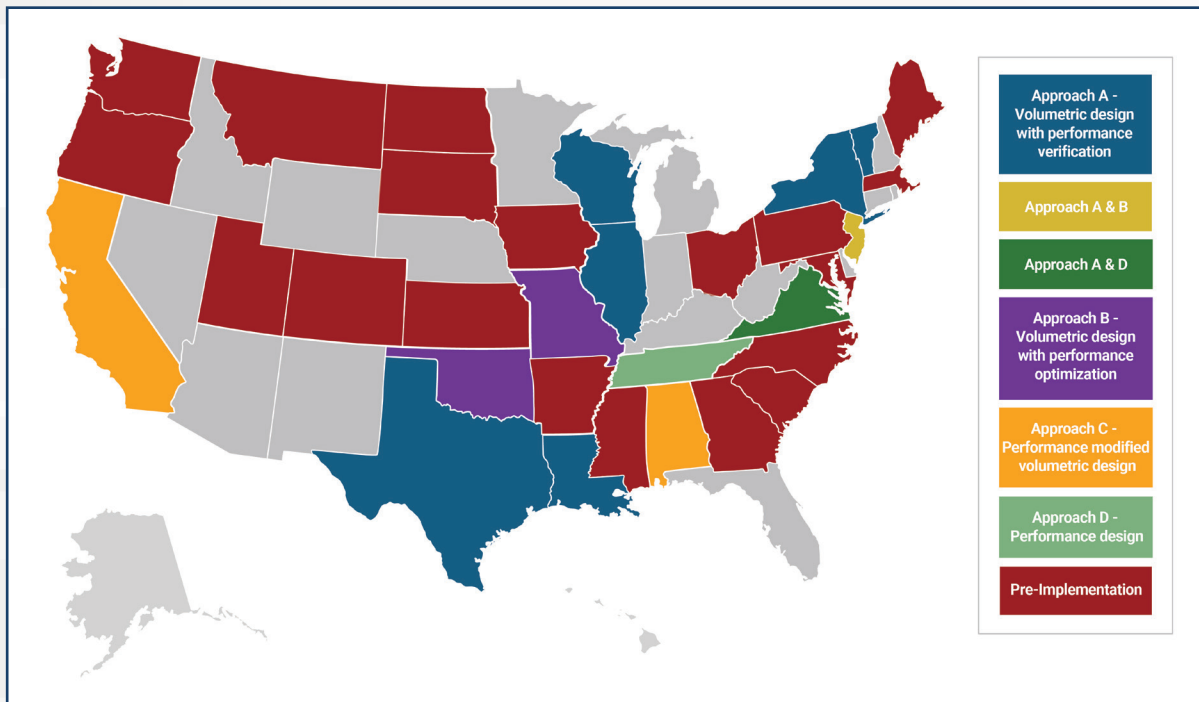 Approach A -
Volumetric design
with performance
verification
Approach A & B
Approach A & D
Approach B -
Volumetric design
with performance
optimization
Approach C -
Performance modified
volumetric design
Approach D -
Performance design
Pre-Implementation